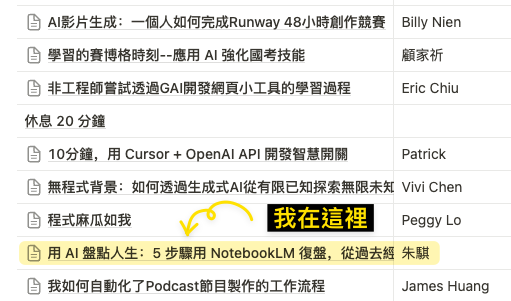 AI影片生成：一個人如何完成Runway 48小時創作競賽 Billy Nien
學習的賽博格時刻--應用 AI 強化國考技能 顧家祈
非工程師嘗試透過GAI開發網頁小工具的學習過程 Eric Chiu
休息 20 分鐘
10分鐘，用 Cursor + OpenAI API 開發智慧開關 Patrick
無程式背景：如何透過生成式AI從有限已知探索無限未知 Vivi Chen
我在這裡
程式麻瓜如我 Peggy Lo
用 AI 盤點人生：5 步驟用 NotebookLM 復盤，從過去經 朱騏
我如何自動化了Podcast節目製作的工作流程 James Huang